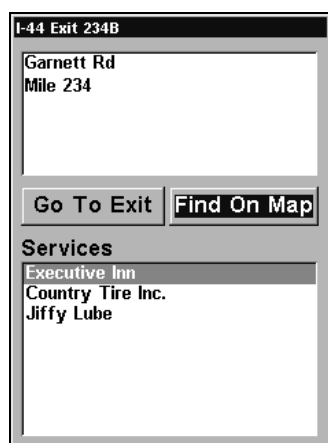 I-44 Exit 234B
Garnett Rd
Mile 234
Go To Exit
Find On Map
Services
Executive Inn
Country Tire Inc.
Jiffy Lube